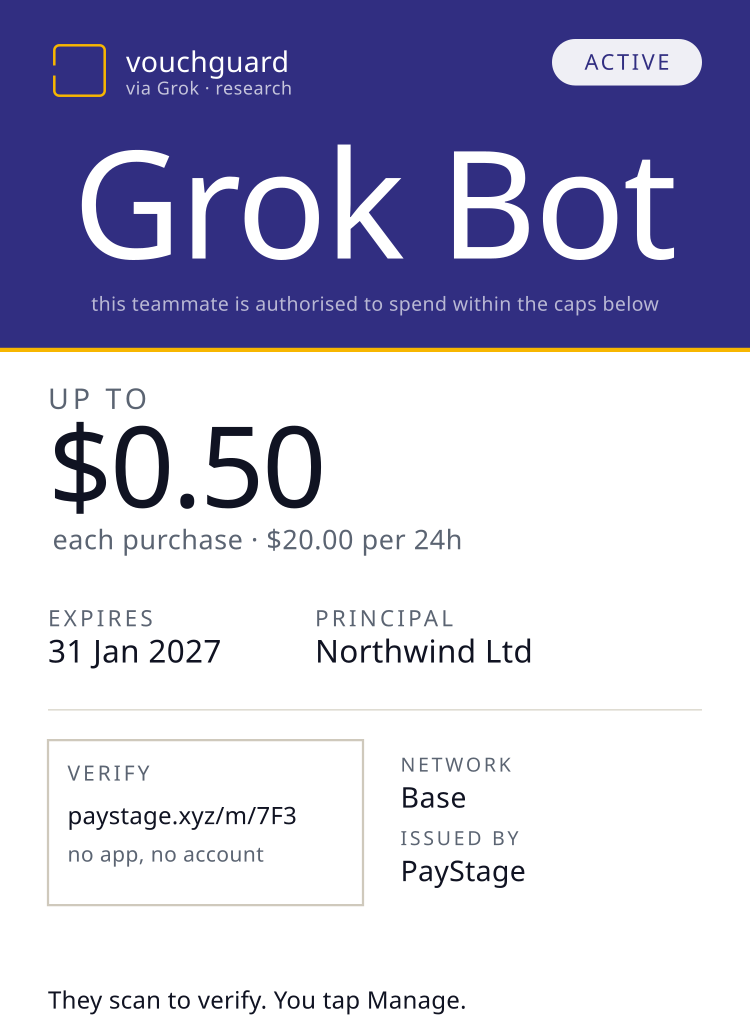 vouchguard
via Grok · research
ACTIVE
Grok Bot
this teammate is authorised to spend within the caps below
UP TO
$0.50
each purchase · $20.00 per 24h
EXPIRES
31 Jan 2027
PRINCIPAL
Northwind Ltd
VERIFY
paystage.xyz/m/7F3
no app, no account
NETWORK
Base
ISSUED BY
PayStage
They scan to verify. You tap Manage.